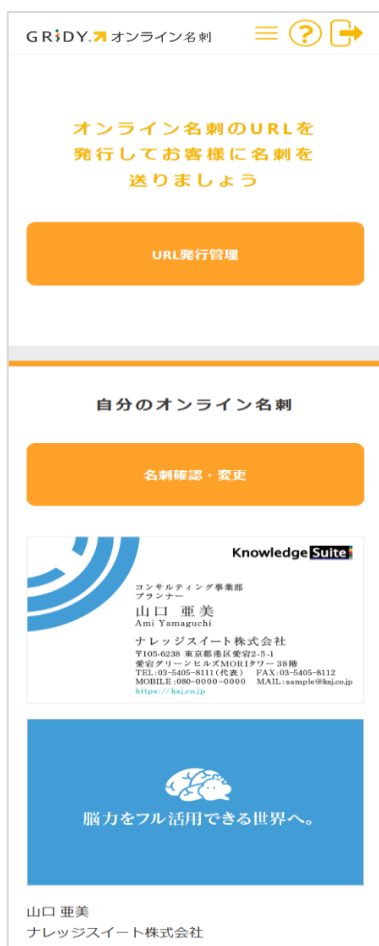 GRiDY. オンライン名刺
?
オンライン名刺のURLを
発行してお客様に名刺を
送りましょう
URL発行管理
自分のオンライン名刺
名刺確認・変更
Knowledge Suite
コンサルティング事業部
プランナー
山口 亜美
Ami Yamaguchi
ナレッジスイート株式会社
〒105-6238 東京都港区愛宕2-5-1
愛宕グリーンヒルズMORIタワー 38階
TEL:03-5405-8111(代表) FAX:03-5405-8112
MOBILE:080-0000-0000 MAIL:sample@ksj.co.jp
https://ksj.co.jp
脳力をフル活用できる世界へ。
山口 亜美
ナレッジスイート株式会社